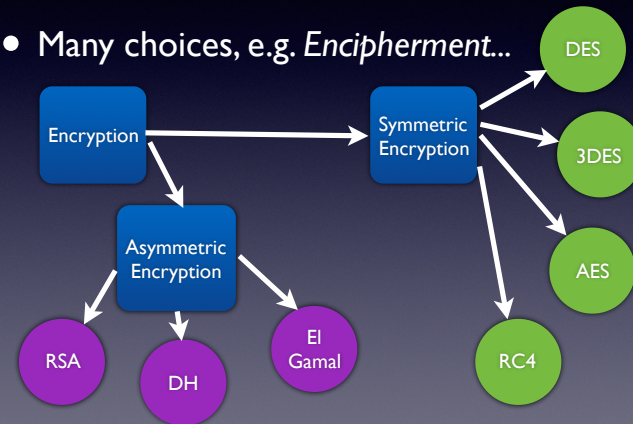 • Many choices, e.g. Encipherment...
DES
Encryption
Symmetric
Encryption
3DES
Asymmetric
Encryption
AES
RSA
DH
El
Gamal
RC4